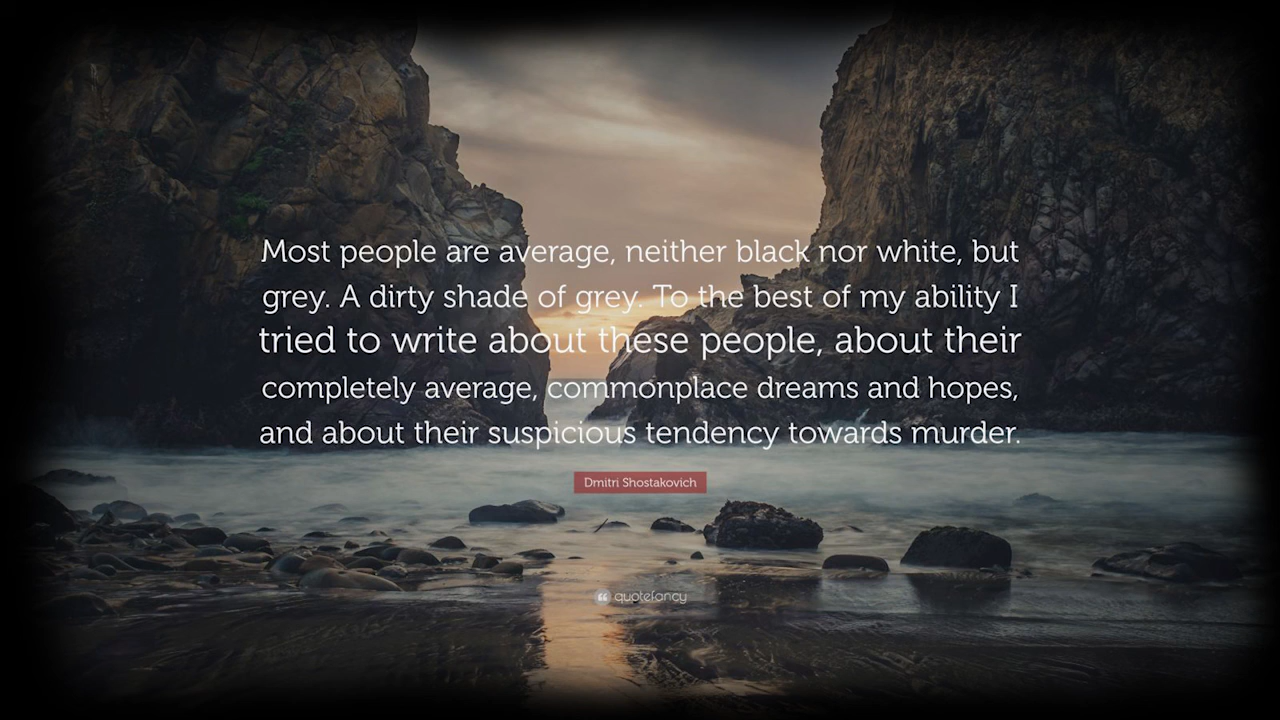 Most people are average, neither black nor white, but
grey. A dirty shade of grey. To the best of my ability I
tried to write about these people, about their
completely average, commonplace dreams and hopes,
and about their suspicious tendency towards murder.
Dmitri Shostakovich
quotefancy